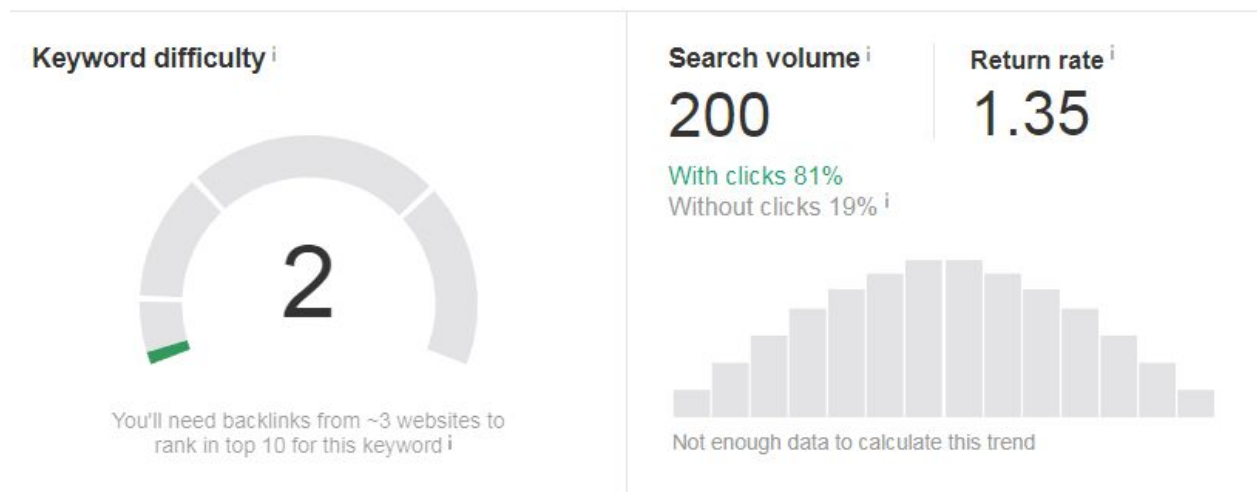 Keyword difficulty i
2
You'll need backlinks from ~3 websites to
rank in top 10 for this keyword i
Search volume i
200
With clicks 81%
Without clicks 19% i
Return rate i
1.35
Not enough data to calculate this trend